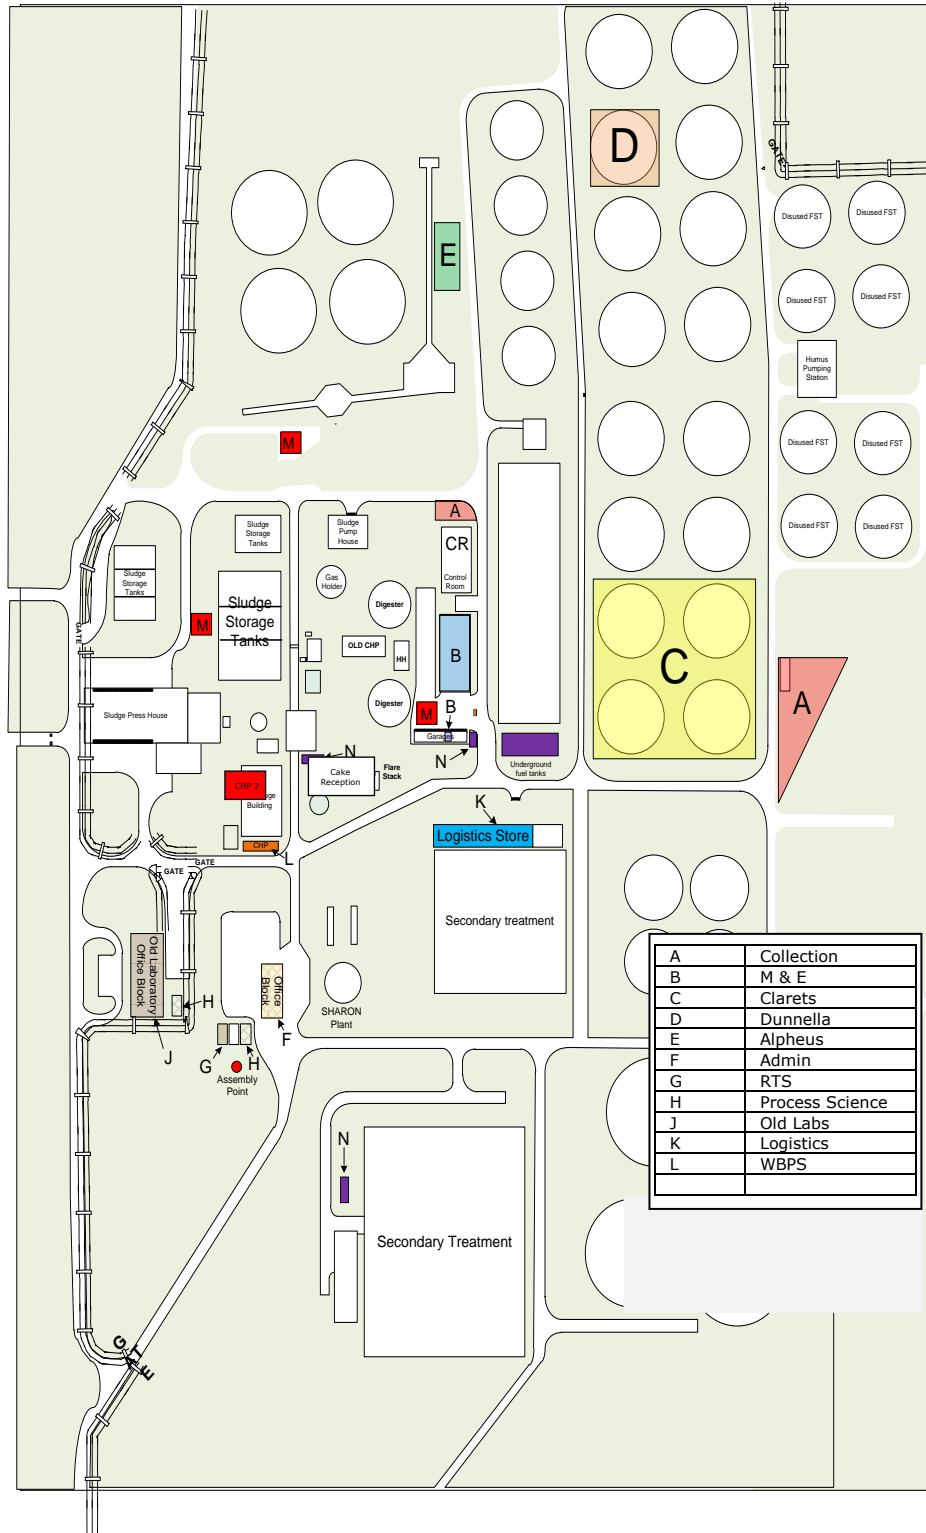 D
GATE
Disused FST
Disused FST
E
Disused FST
Disused FST
Humus
Pumping
Station
M
Disused FST
Disused FST
A
Sludge
Storage
Tanks
Sludge
Pump
House
Disused FST
Disused FST
CR
Control
Room
Sludge
Storage
Tanks
Gas
Holder
Digester
Sludge
Storage
Tanks
M
GATE
OLD CHP
HH
B
C
A
Digester
B
M
Sludge Press House
Garages
N
N
Underground
fuel tanks
Cake
Reception
Flare
Stack
CHP 2
Building
K
Logistics Store
CHP
L
GATE
GATE
Secondary treatment
Old Laboratory
Office Block
Office
Block
H
SHARON
Plant
F
J
G
H
Assembly
Point
A Collection
B M & E
C Clarets
D Dunnella
E Alpheus
F Admin
G RTS
H Process Science
J Old Labs
K Logistics
L WBPS
N
Secondary Treatment
GATE